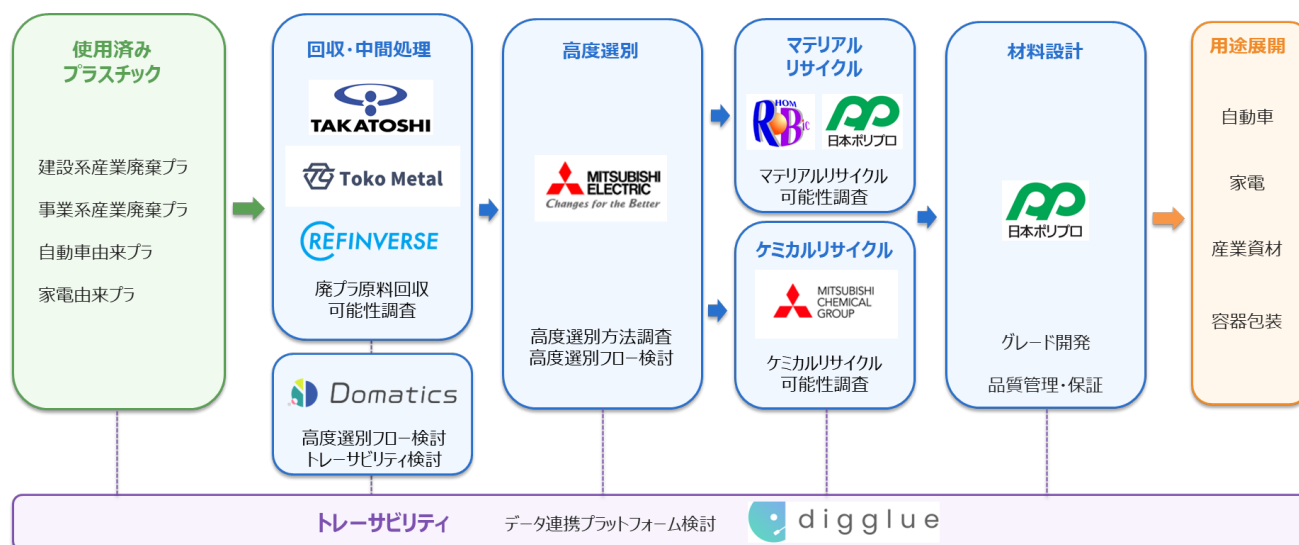 使用済み
プラスチック
建設系産業廃棄プラ
事業系産業廃棄プラ
自動車由来プラ
家電由来プラ
回収・中間処理
TAKATOSHI
Toko Metal
REFINVERSE
廃プラ原料回収
可能性調査
Domatics
高度選別フロー検討
トレーサビリティ検討
高度選別
MITSUBISHI
ELECTRIC
Changes for the Better
高度選別方法調査
高度選別フロー検討
マテリアル
リサイクル
RHOM
BiC
日本ポリプロ
マテリアルリサイクル
可能性調査
ケミカルリサイクル
MITSUBISHI
CHEMICAL
GROUP
ケミカルリサイクル
可能性調査
材料設計
日本ポリプロ
グレード開発
品質管理・保証
用途展開
自動車
家電
産業資材
容器包装
トレーサビリティ
データ連携プラットフォーム検討
digglue